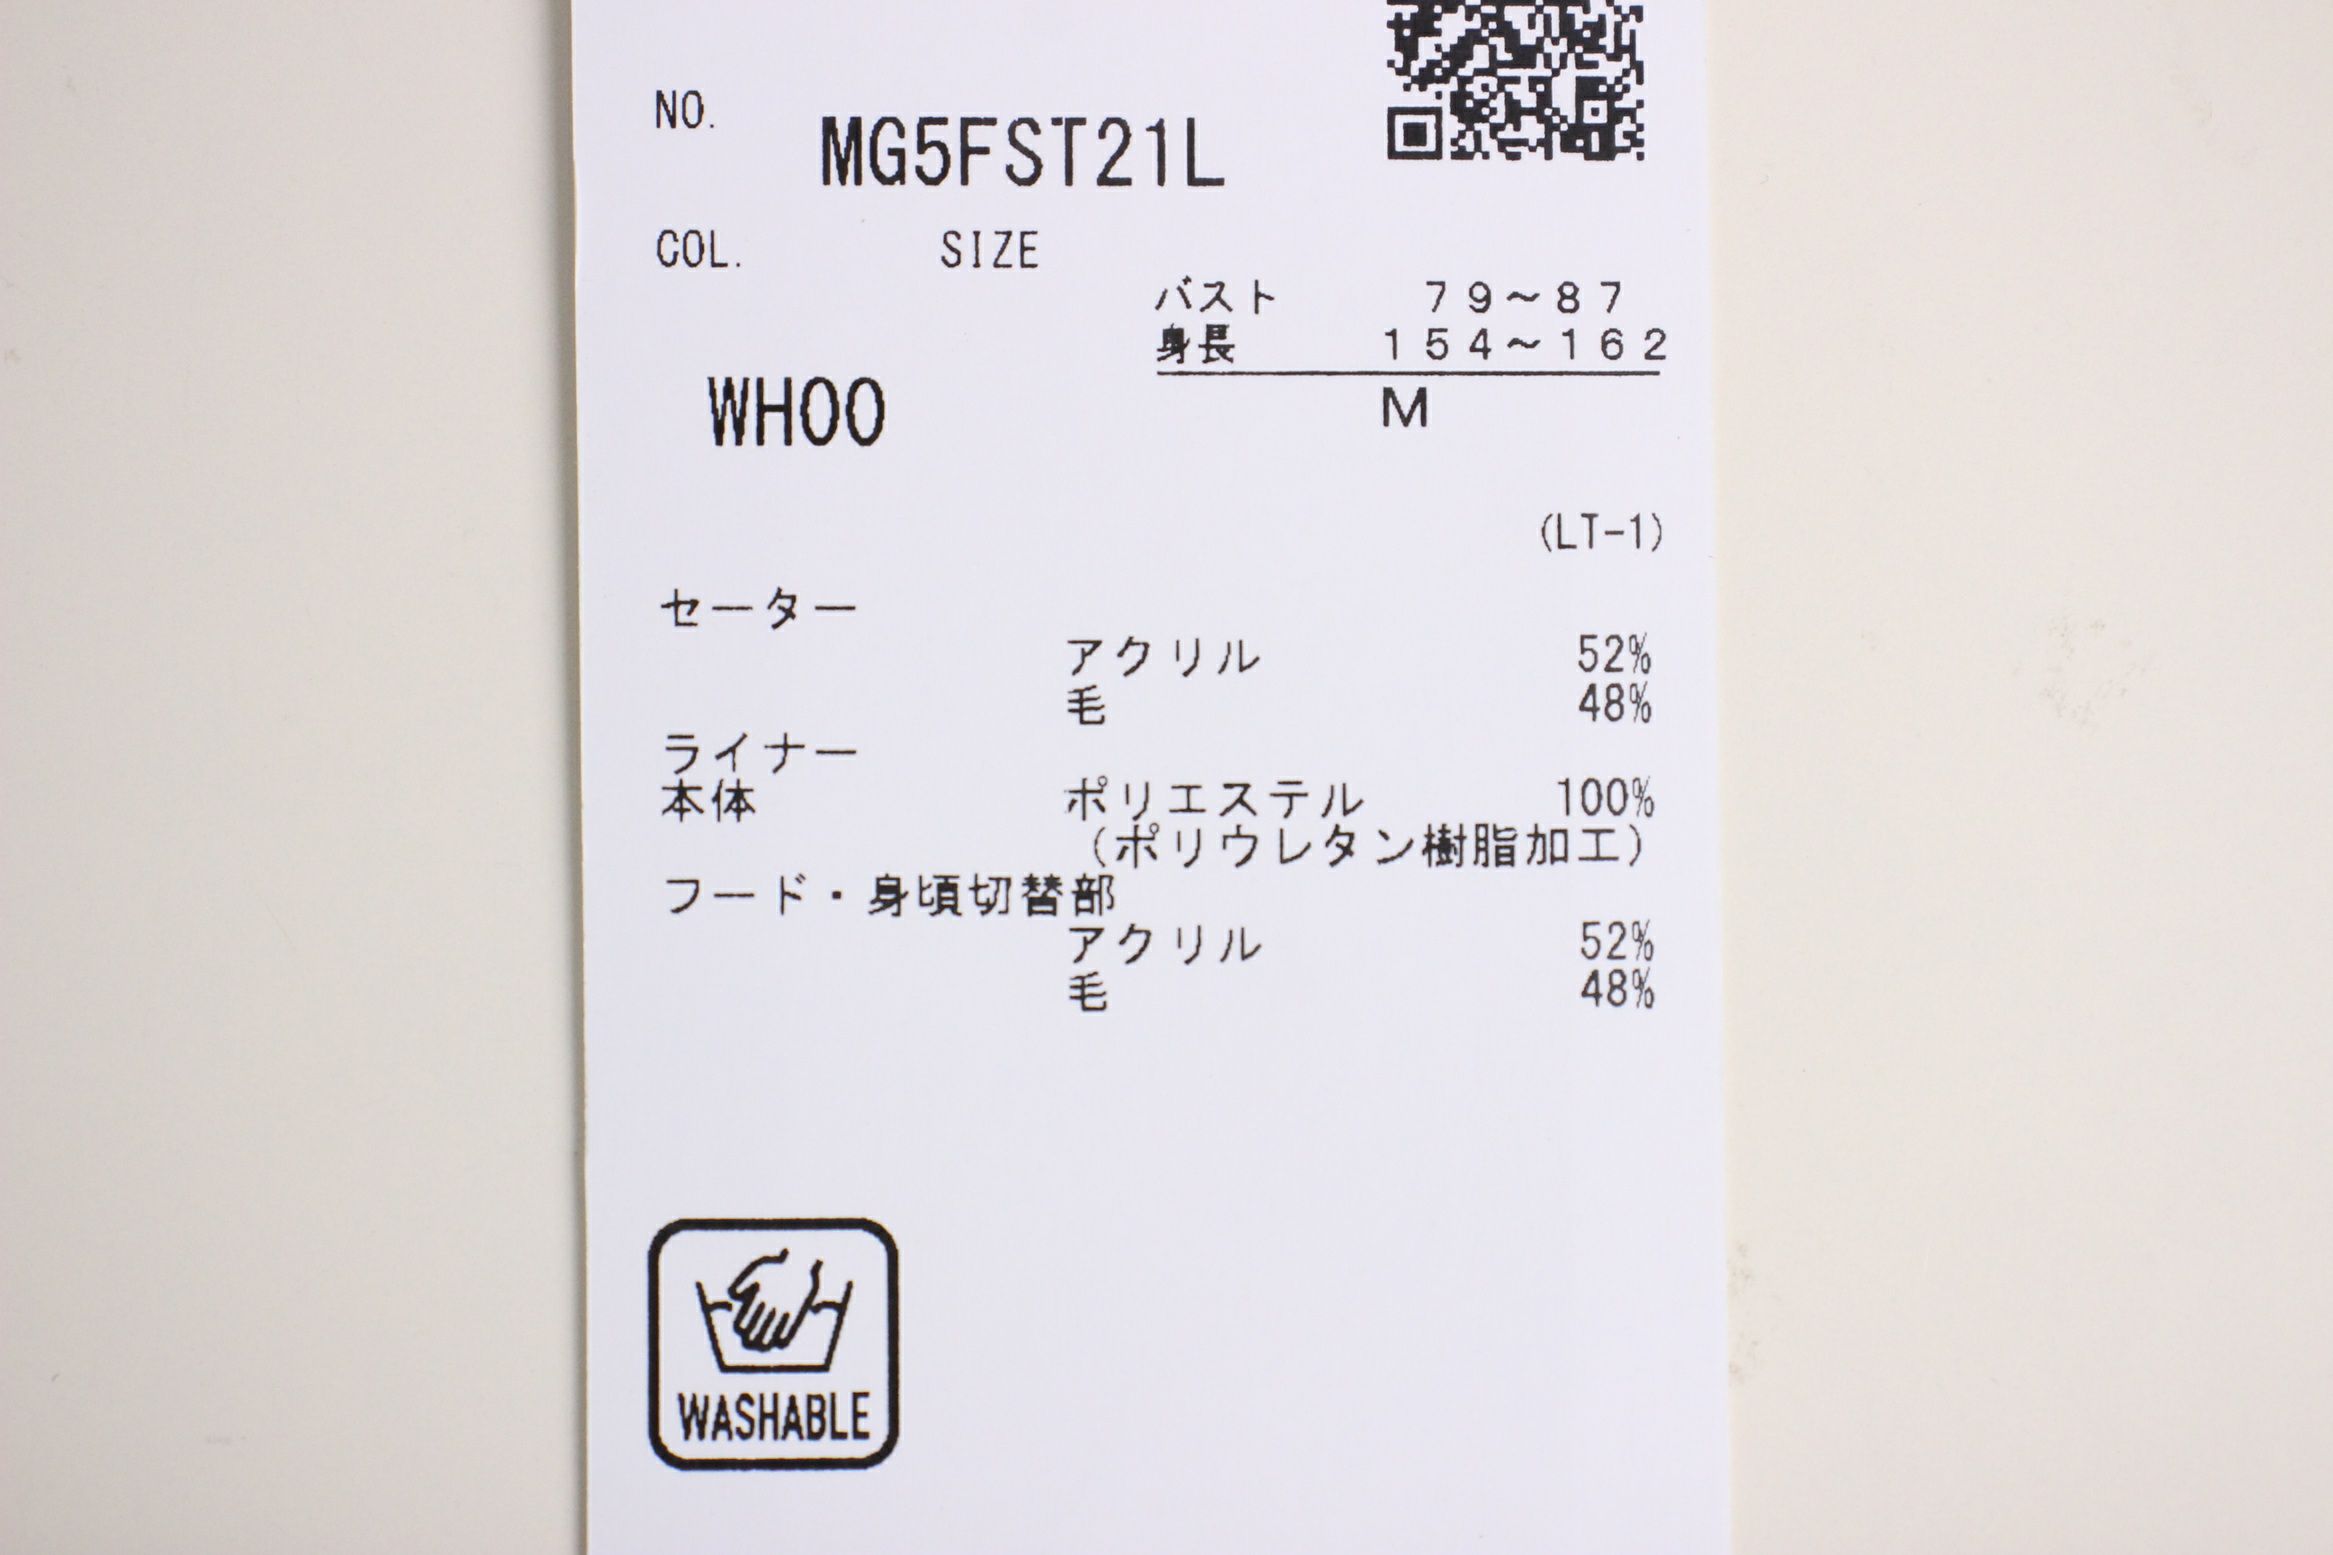 NO.
MG5FST21L
COL. SIZE
バスト 79~87
身長 154~162
WH00 M
(LT-1)
セーター
アクリル 52%
毛 48%
ライナー
本体 ポリエステル 100%
(ポリウレタン樹脂加工)
フード・身頃切替部
アクリル 52%
毛 48%
WASHABLE